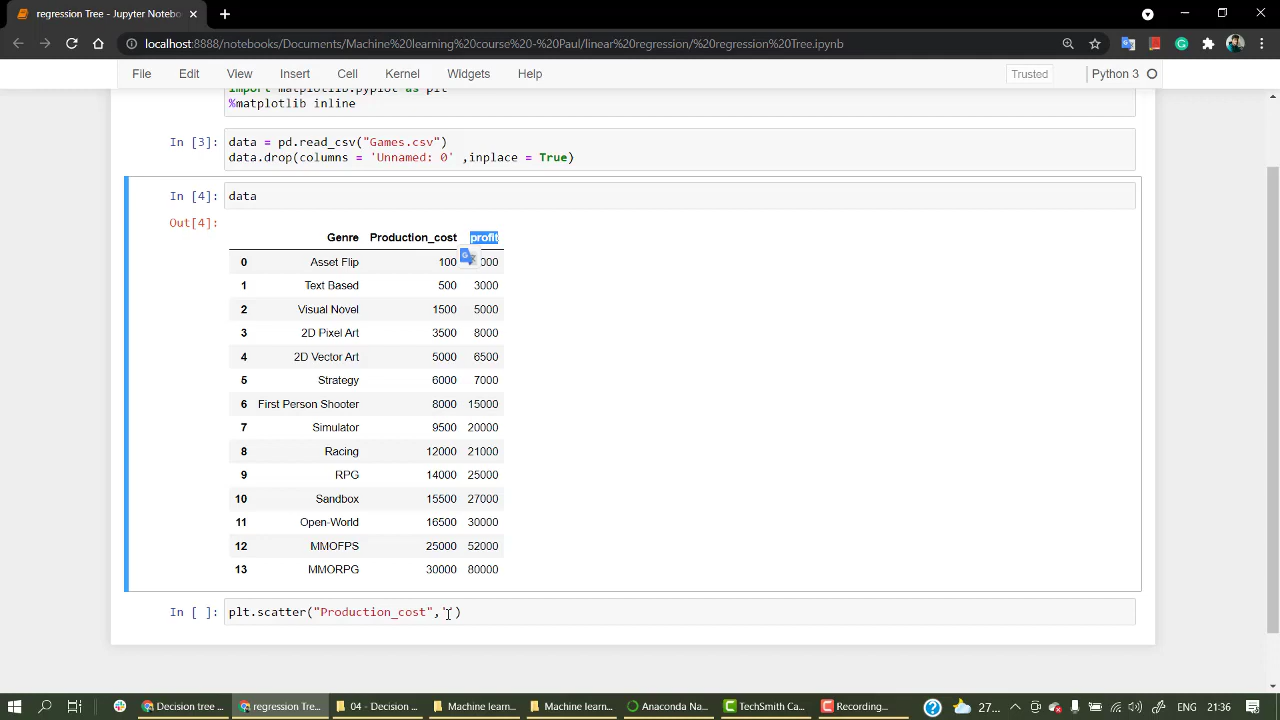 regression Tree - Jupyter Notebo
localhost:8888/notebooks/Documents/Machine%20learning%20course%20-%20Paul/linear%20regression/%20regression%20Tree.ipynb
File Edit View Insert Cell Kernel Widgets Help Trusted Python 3
import matplotlib.pyplot as plt
%matplotlib inline
In [3]: data = pd.read_csv("Games.csv")
data.drop(columns = 'Unnamed: 0' ,inplace = True)
In [4]: data
Out[4]:
Genre Production_cost profit
0 Asset Flip 100 000
1 Text Based 500 3000
2 Visual Novel 1500 5000
3 2D Pixel Art 3500 8000
4 2D Vector Art 5000 6500
5 Strategy 6000 7000
6 First Person Shooter 8000 15000
7 Simulator 9500 20000
8 Racing 12000 21000
9 RPG 14000 25000
10 Sandbox 15500 27000
11 Open-World 16500 30000
12 MMOFPS 25000 52000
13 MMORPG 30000 80000
In [ ]: plt.scatter("Production_cost",'')
Decision tree ... regression Tre... 04 - Decision ... Machine learn... Machine learn... Anaconda Na... TechSmith Ca... Recording... 27... ENG 21:36